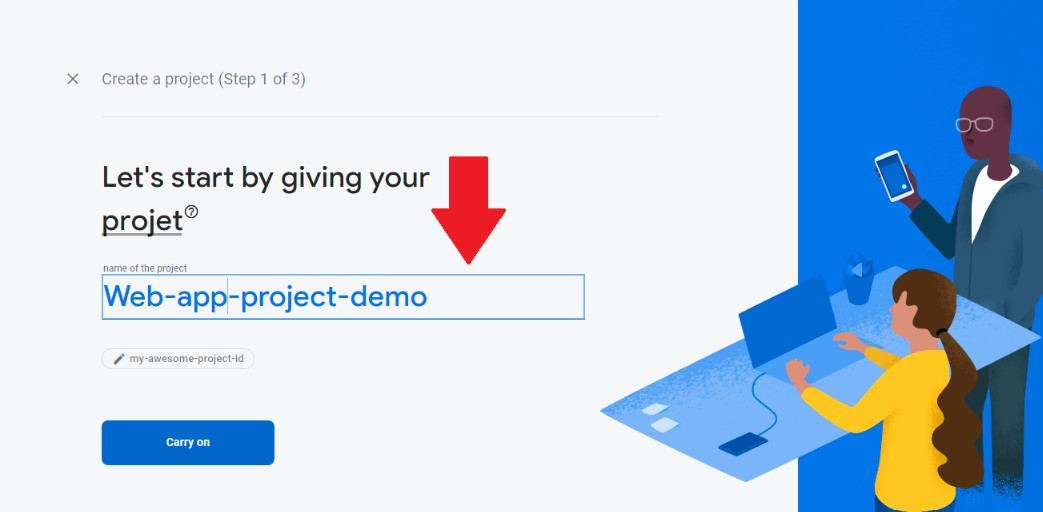 Create a project (Step 1 of 3)
Let's start by giving your
projet
name of the project
Web-app-project-demo
my-awesome-project-id
Carry on